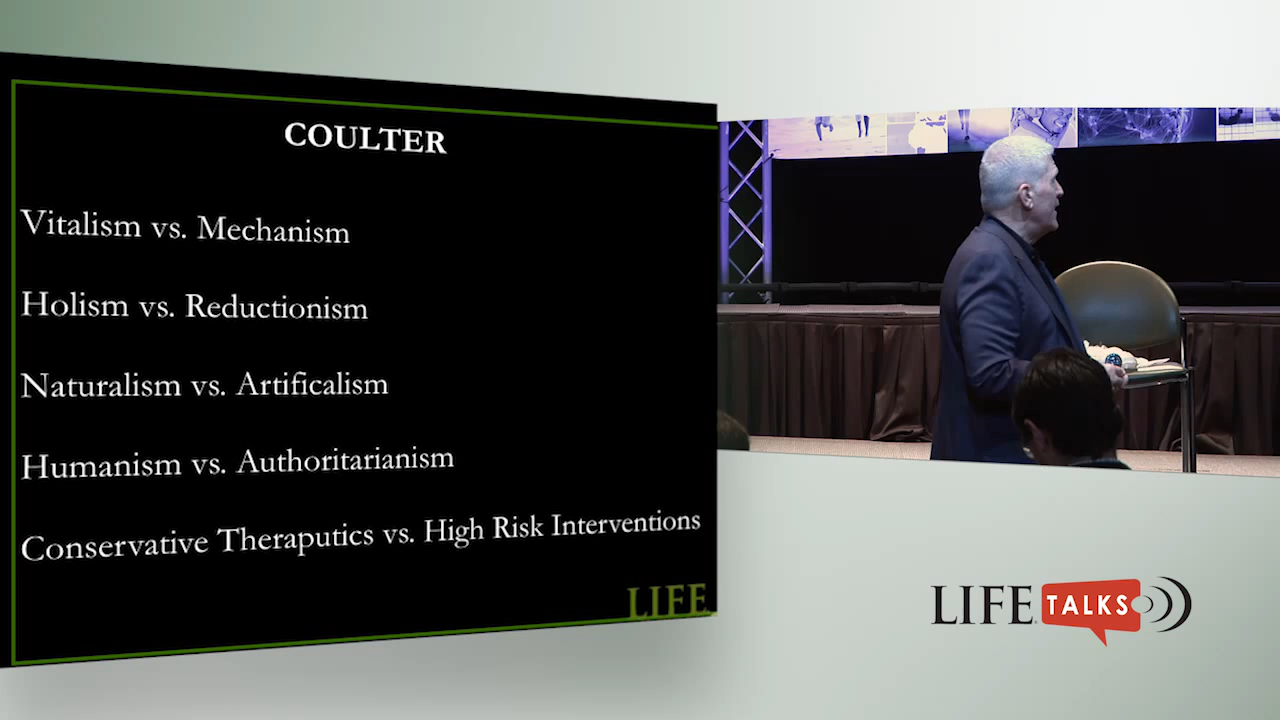 COULTER
Vitalism vs. Mechanism
Holism vs. Reductionism
Naturalism vs. Artificalism
Humanism vs. Authoritarianism
Conservative Theraputics vs. High Risk Interventions
LIFE
LIFE TALKS